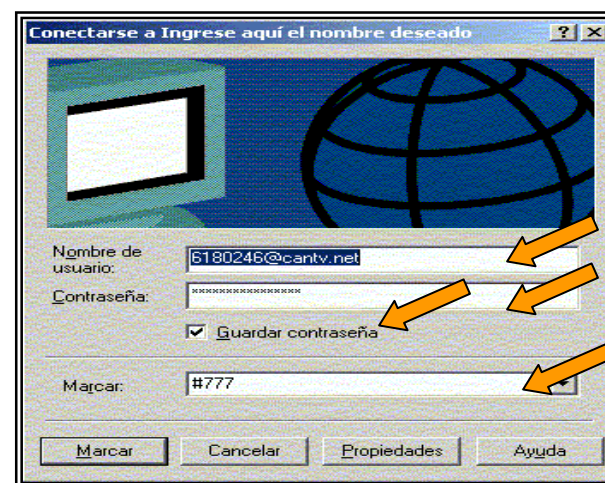 Conectarse a Ingrese aquí el nombre deseado
Nombre de
usuario:
6180246@cantv.net
Contraseña:
****************
Guardar contraseña
Marcar:
#777
Marcar
Cancelar
Propiedades
Ayuda